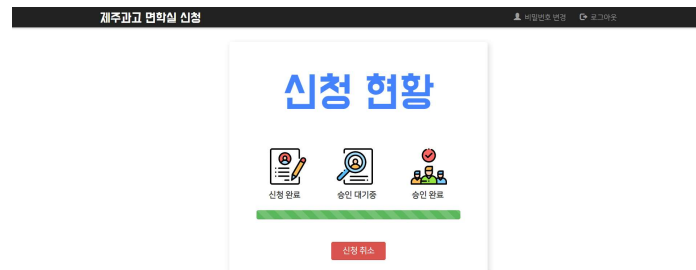 제주과고 면학실 신청
비밀번호 변경 로그아웃
신청 현황
신청 완료 승인 대기중 승인 완료
신청 취소